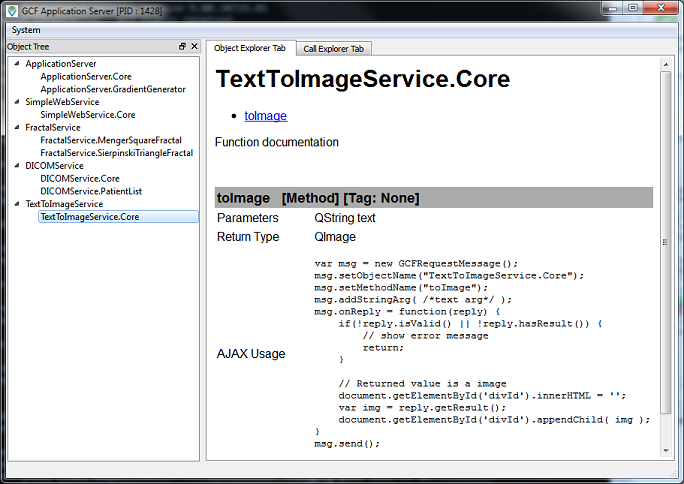 GCF Application Server [PID : 1428]
System
Object Tree
ApplicationServer
ApplicationServer.Core
ApplicationServer.GradientGenerator
SimpleWebService
SimpleWebService.Core
FractalService
FractalService.MengerSquareFractal
FractalService.SierpinskiTriangleFractal
DICOMService
DICOMService.Core
DICOMService.PatientList
TextToImageService
TextToImageService.Core
Object Explorer Tab
Call Explorer Tab
TextToImageService.Core
toImage
Function documentation
toImage [Method] [Tag: None]
Parameters QString text
Return Type QImage
AJAX Usage
var msg = new GCFRequestMessage();
msg.setObjectName("TextToImageService.Core");
msg.setMethodName("toImage");
msg.addStringArg( /*text arg*/ );
msg.onReply = function(reply) {
if(!reply.isValid() || !reply.hasResult()) {
// show error message
return;
}
// Returned value is a image
document.getElementById('divId').innerHTML = '';
var img = reply.getResult();
document.getElementById('divId').appendChild( img );
}
msg.send();